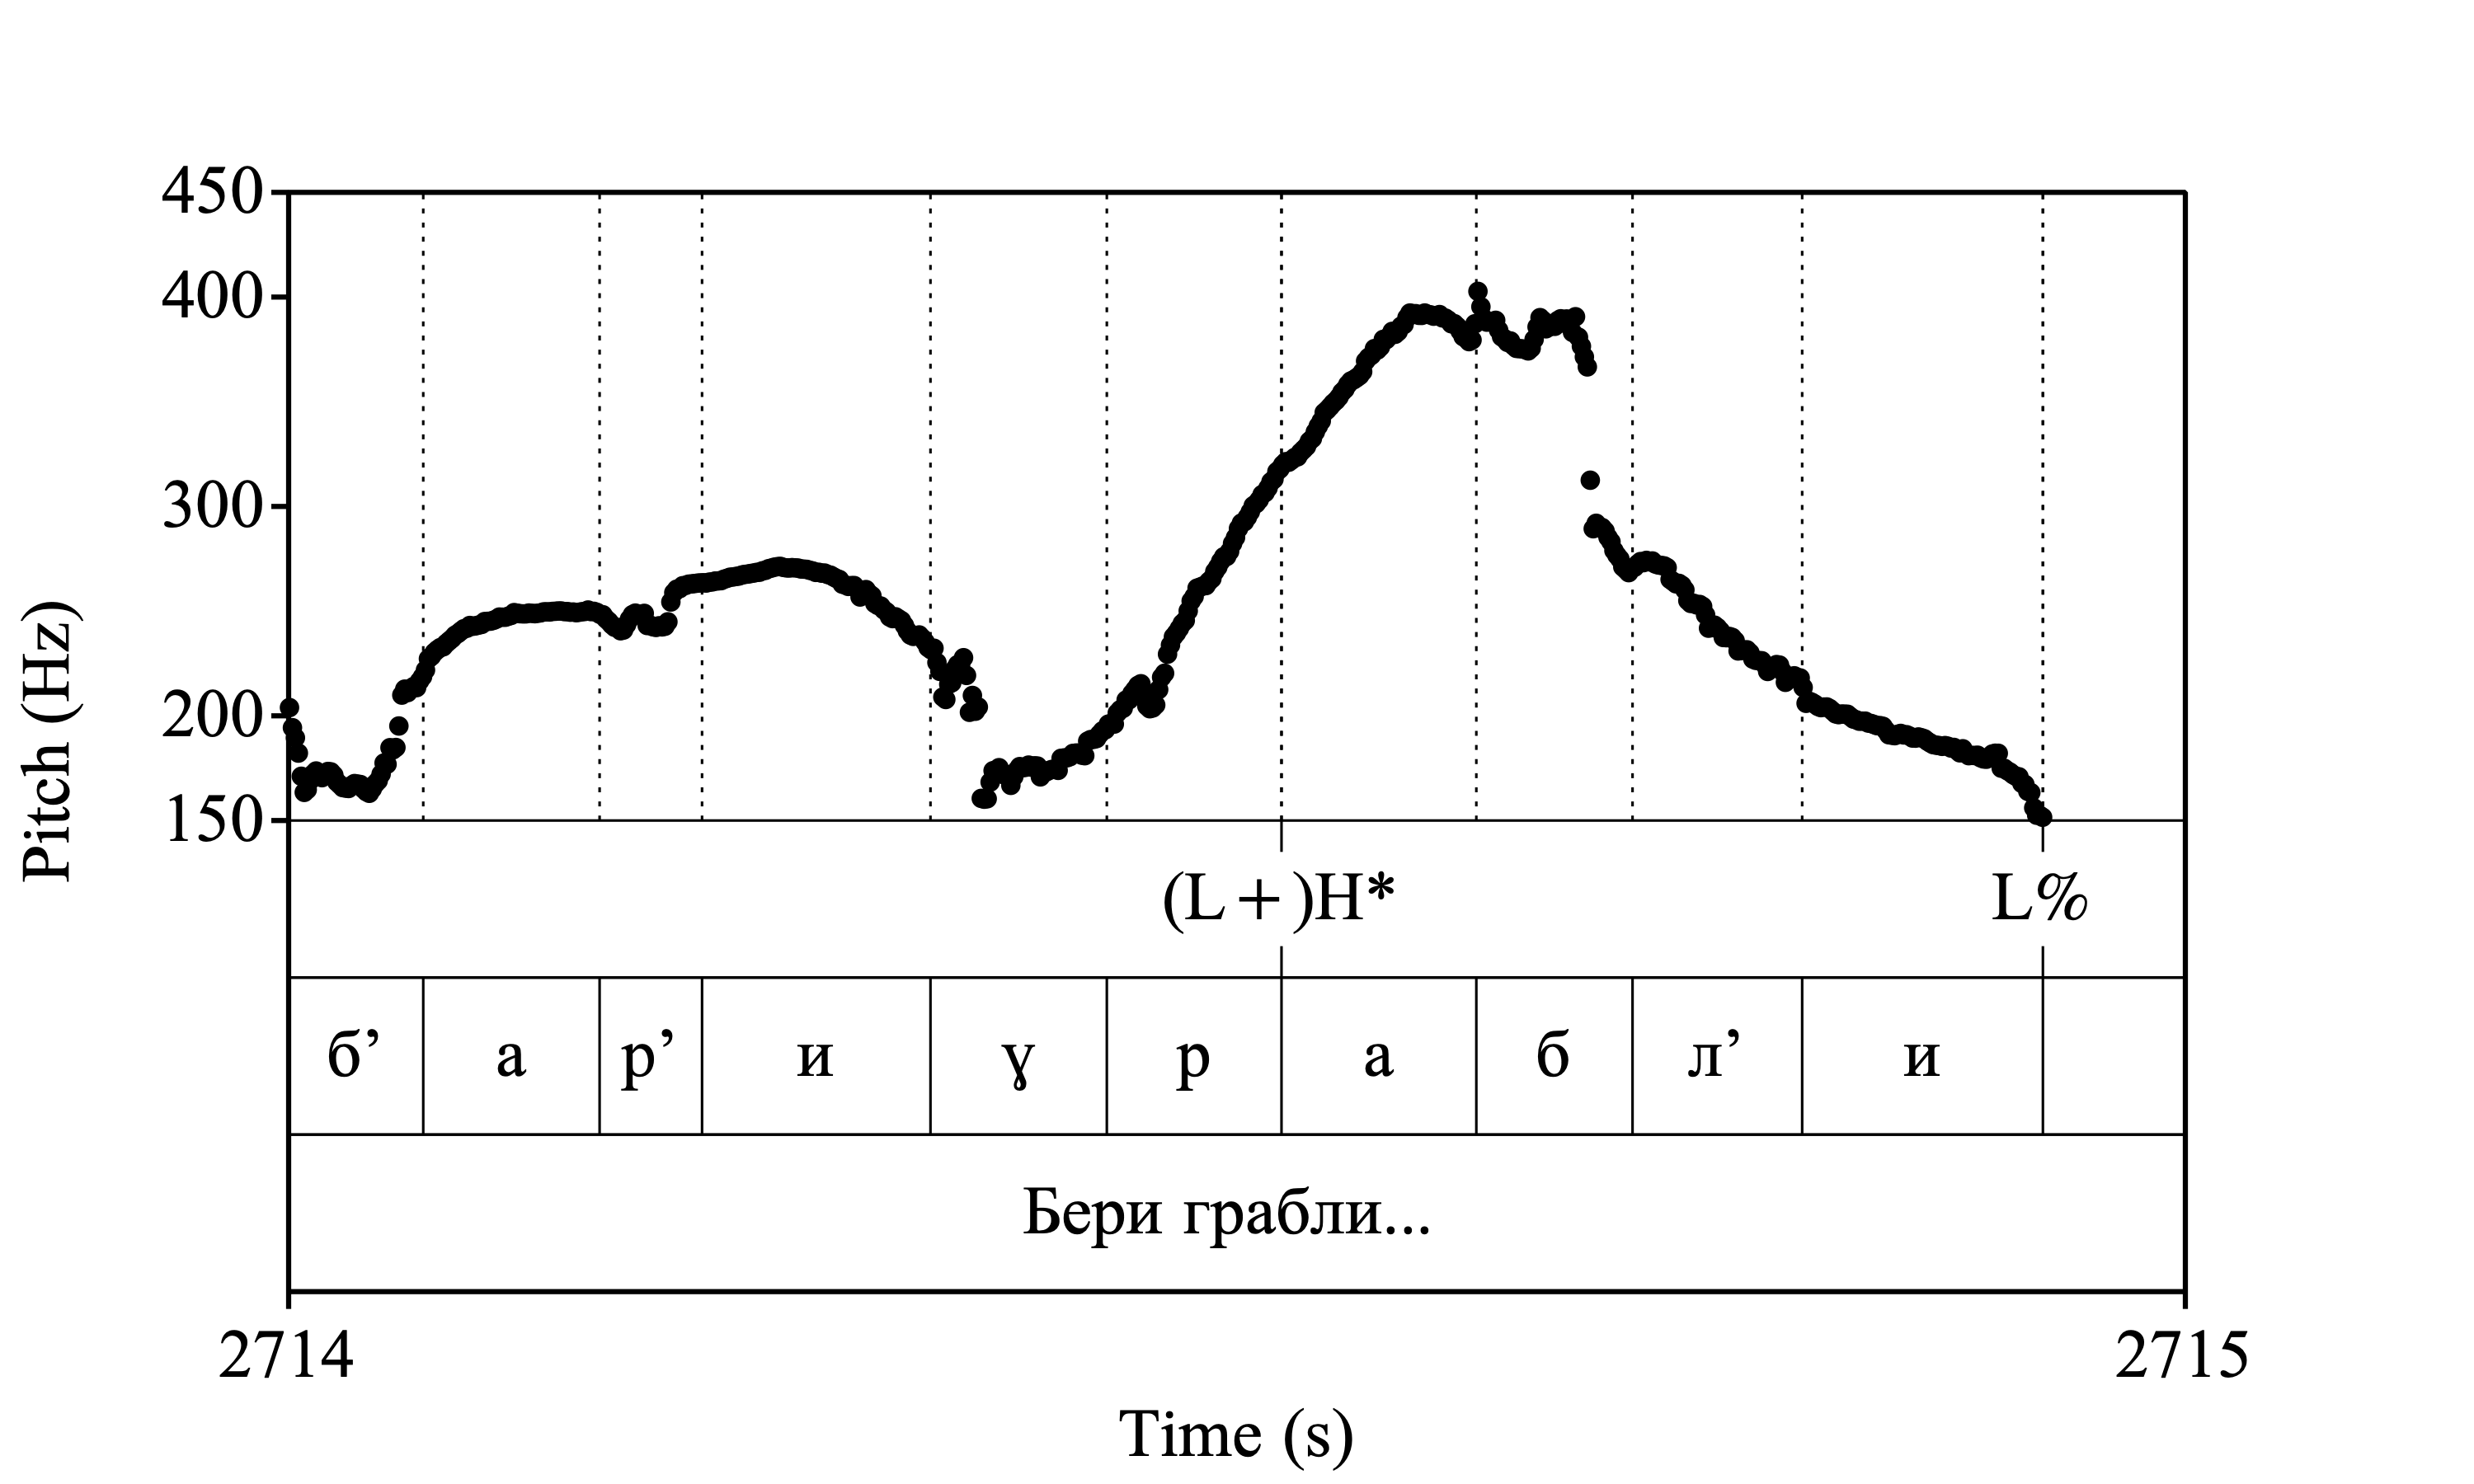 450
400
300
200
150
Pitch (Hz)
(L + )H* L%
б’ а р’ и ɣ р а б л’ и
Бери грабли...
2714 2715
Time (s)